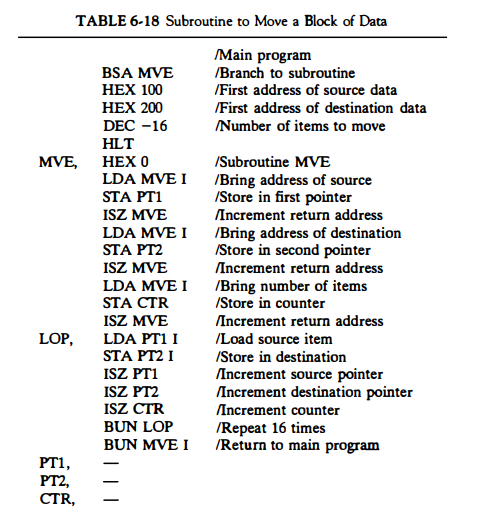 TABLE 6-18 Subroutine to Move a Block of Data
/Main program
BSA MVE /Branch to subroutine
HEX 100 /First address of source data
HEX 200 /First address of destination data
DEC −16 /Number of items to move
HLT
MVE, HEX 0 /Subroutine MVE
LDA MVE I /Bring address of source
STA PT1 /Store in first pointer
ISZ MVE /Increment return address
LDA MVE I /Bring address of destination
STA PT2 /Store in second pointer
ISZ MVE /Increment return address
LDA MVE I /Bring number of items
STA CTR /Store in counter
ISZ MVE /Increment return address
LOP, LDA PT1 I /Load source item
STA PT2 I /Store in destination
ISZ PT1 /Increment source pointer
ISZ PT2 /Increment destination pointer
ISZ CTR /Increment counter
BUN LOP /Repeat 16 times
BUN MVE I /Return to main program
PT1, —
PT2, —
CTR, —